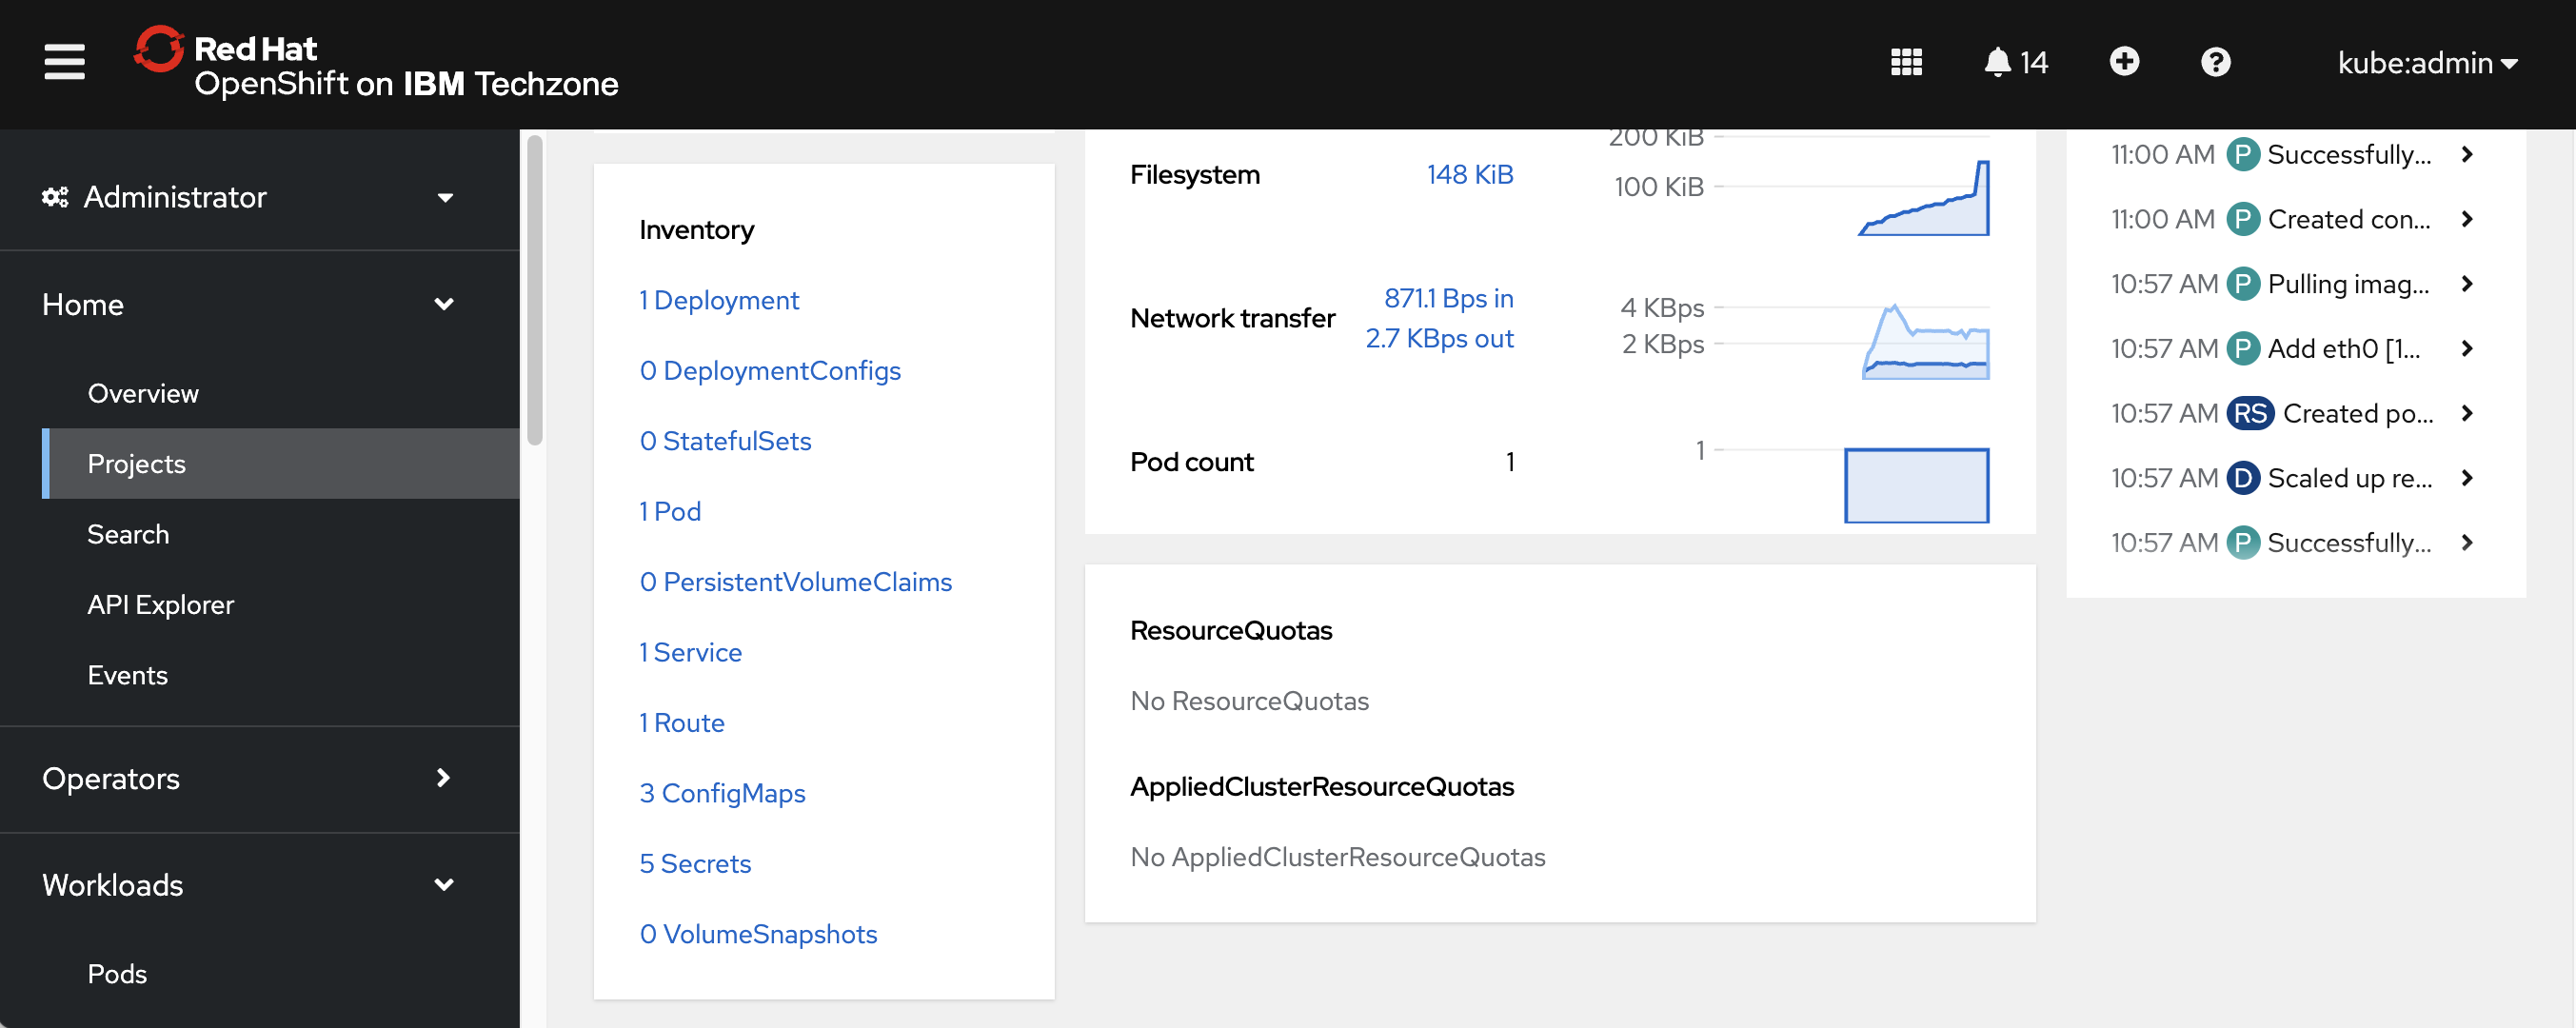 Red Hat
OpenShift on IBM Techzone
14
kube:admin
Administrator
Home
Overview
Projects
Search
API Explorer
Events
Operators
Workloads
Pods
Inventory
1 Deployment
0 DeploymentConfigs
0 StatefulSets
1 Pod
0 PersistentVolumeClaims
1 Service
1 Route
3 ConfigMaps
5 Secrets
0 VolumeSnapshots
200 KiB
Filesystem 148 KiB 100 KiB
Network transfer 871.1 Bps in 4 KBps
2.7 KBps out 2 KBps
Pod count 1 1
ResourceQuotas
No ResourceQuotas
AppliedClusterResourceQuotas
No AppliedClusterResourceQuotas
11:00 AM P Successfully...
11:00 AM P Created con...
10:57 AM P Pulling imag...
10:57 AM P Add eth0 [1...
10:57 AM RS Created po...
10:57 AM D Scaled up re...
10:57 AM P Successfully...